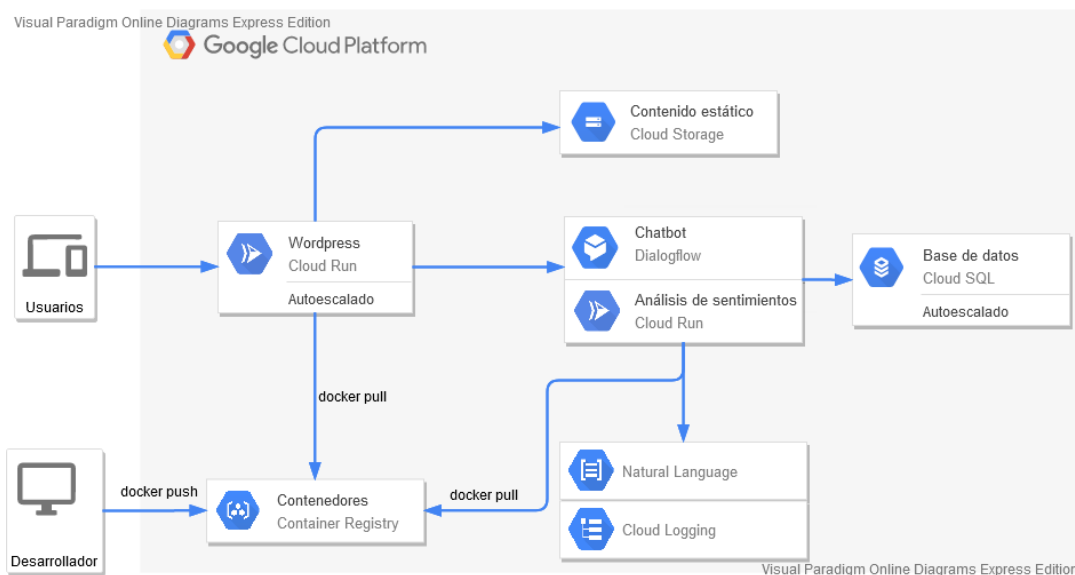 Visual Paradigm Online Diagrams Express Edition
Google Cloud Platform
Contenido estático
Cloud Storage
Usuarios
Wordpress
Cloud Run
Autoescalado
Chatbot
Dialogflow
Análisis de sentimientos
Cloud Run
Base de datos
Cloud SQL
Autoescalado
docker pull
Desarrollador
docker push
Contenedores
Container Registry
docker pull
Natural Language
Cloud Logging
Visual Paradigm Online Diagrams Express Edition